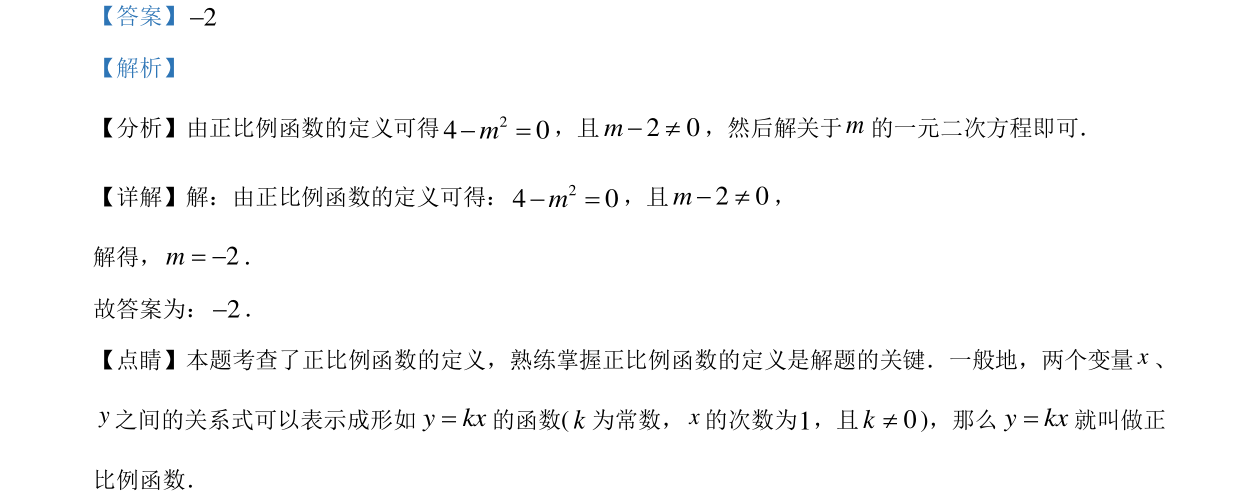 【答案】−2
【解析】
【分析】由正比例函数的定义可得4−m²=0，且m−2≠0，然后解关于m的一元二次方程即可．
【详解】解：由正比例函数的定义可得：4−m²=0，且m−2≠0，
解得，m=−2．
故答案为：−2．
【点睛】本题考查了正比例函数的定义，熟练掌握正比例函数的定义是解题的关键．一般地，两个变量x、
y之间的关系式可以表示成形如y=kx的函数(k为常数，x的次数为1，且k≠0)，那么y=kx就叫做正
比例函数．